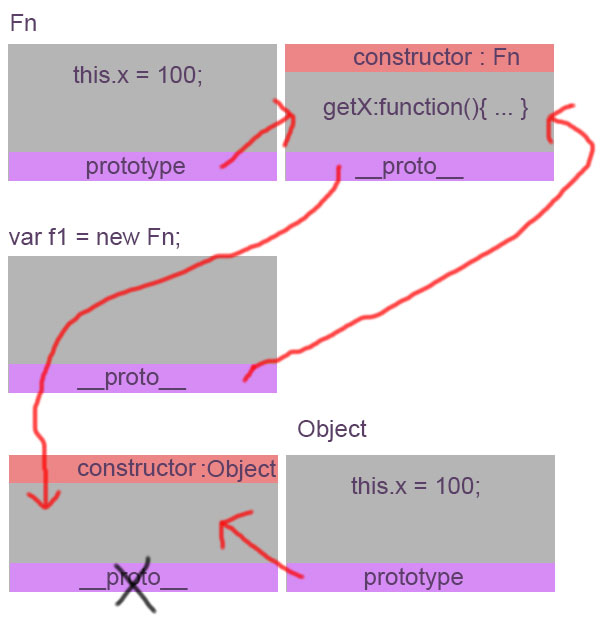 Fn
this.x = 100;
prototype
constructor : Fn
getX:function(){ ... }
__proto__
var f1 = new Fn;
__proto__
constructor :Object
__proto__
Object
this.x = 100;
prototype